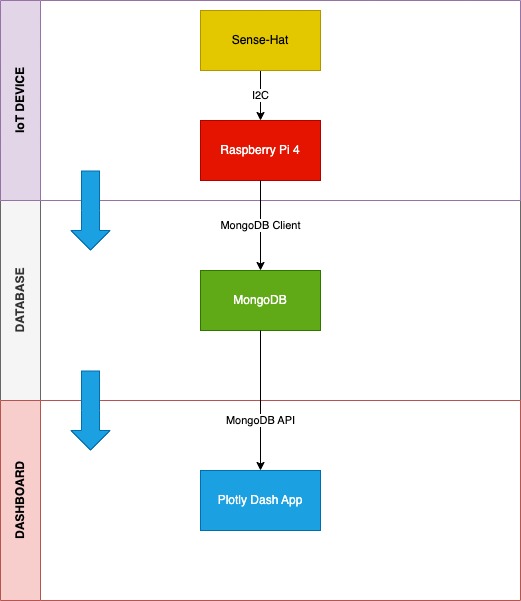 Sense-Hat
I2C
IoT DEVICE
Raspberry Pi 4
MongoDB Client
DATABASE
MongoDB
MongoDB API
DASHBOARD
Plotly Dash App